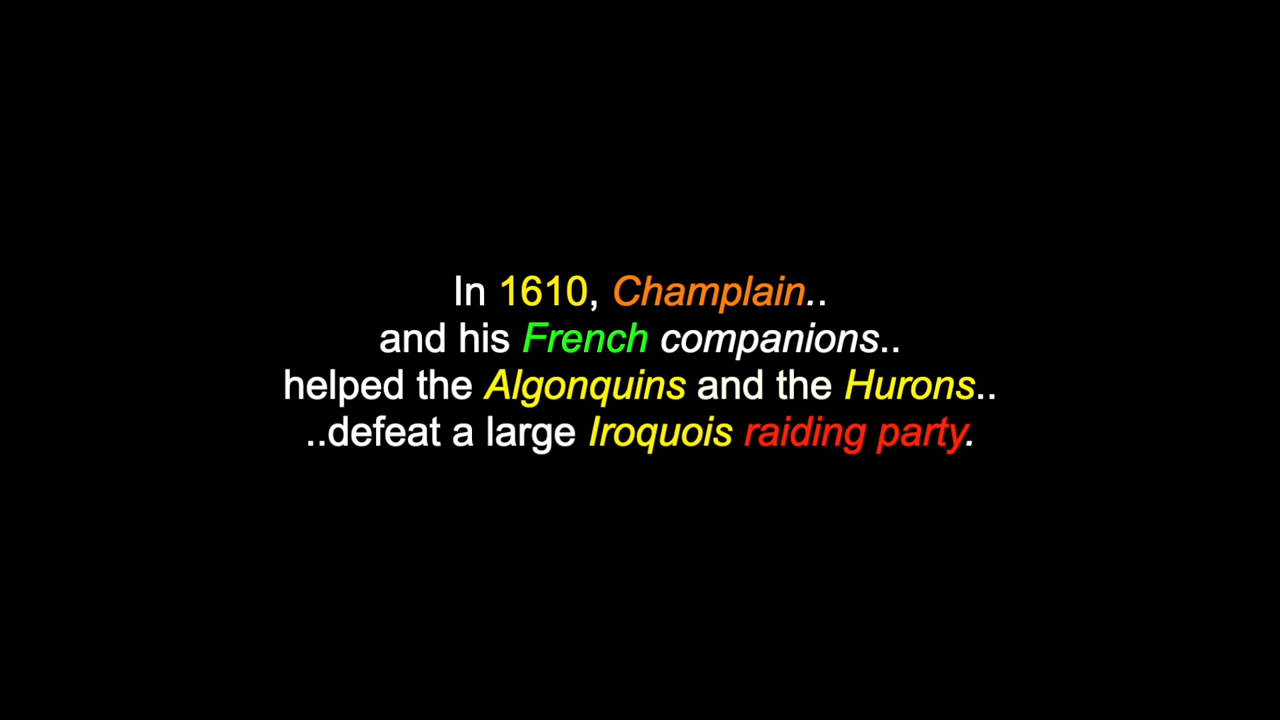 In 1610, Champlain..
and his French companions..
helped the Algonquins and the Hurons..
..defeat a large Iroquois raiding party.